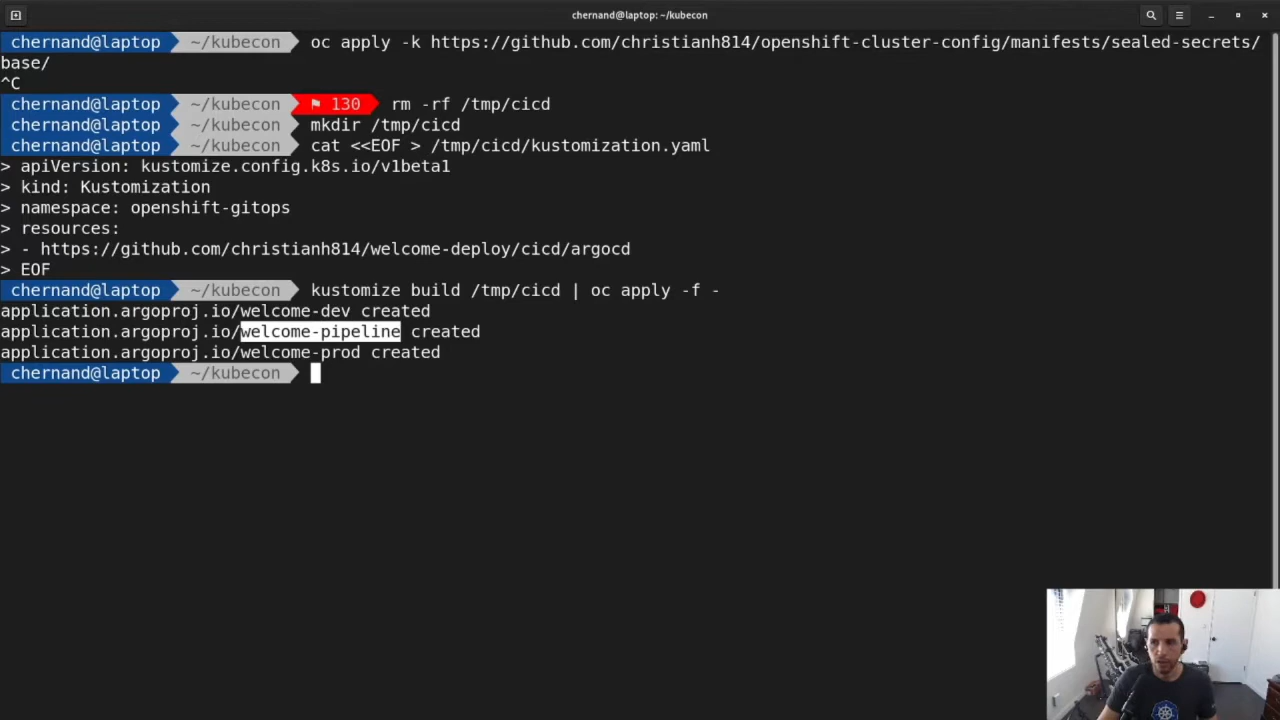 chernand@laptop: ~/kubecon
chernand@laptop ~/kubecon oc apply -k https://github.com/christianh814/openshift-cluster-config/manifests/sealed-secrets/
base/
^C
chernand@laptop ~/kubecon 130 rm -rf /tmp/cicd
chernand@laptop ~/kubecon mkdir /tmp/cicd
chernand@laptop ~/kubecon cat <<EOF > /tmp/cicd/kustomization.yaml
> apiVersion: kustomize.config.k8s.io/v1beta1
> kind: Kustomization
> namespace: openshift-gitops
> resources:
> - https://github.com/christianh814/welcome-deploy/cicd/argocd
> EOF
chernand@laptop ~/kubecon kustomize build /tmp/cicd | oc apply -f -
application.argoproj.io/welcome-dev created
application.argoproj.io/welcome-pipeline created
application.argoproj.io/welcome-prod created
chernand@laptop ~/kubecon